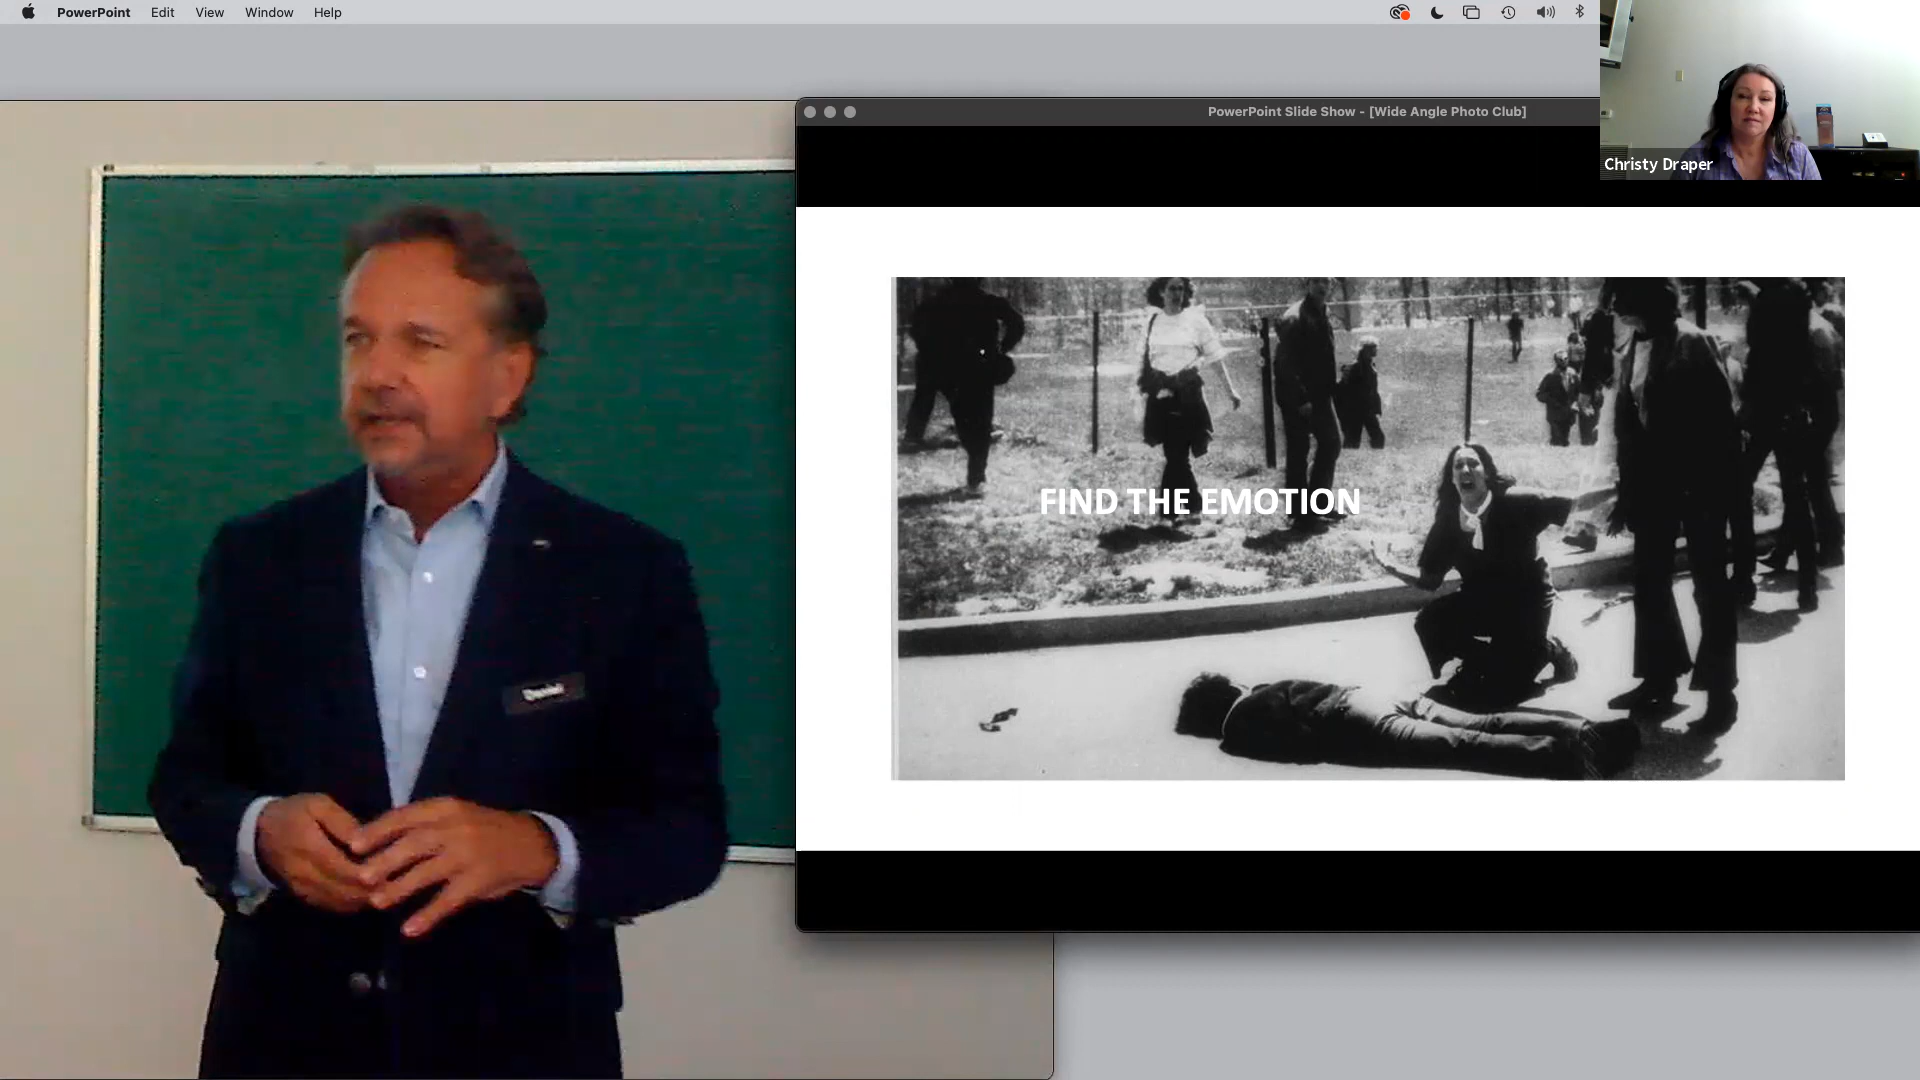 PowerPoint Edit View Window Help
PowerPoint Slide Show - [Wide Angle Photo Club]
Christy Draper
FIND THE EMOTION